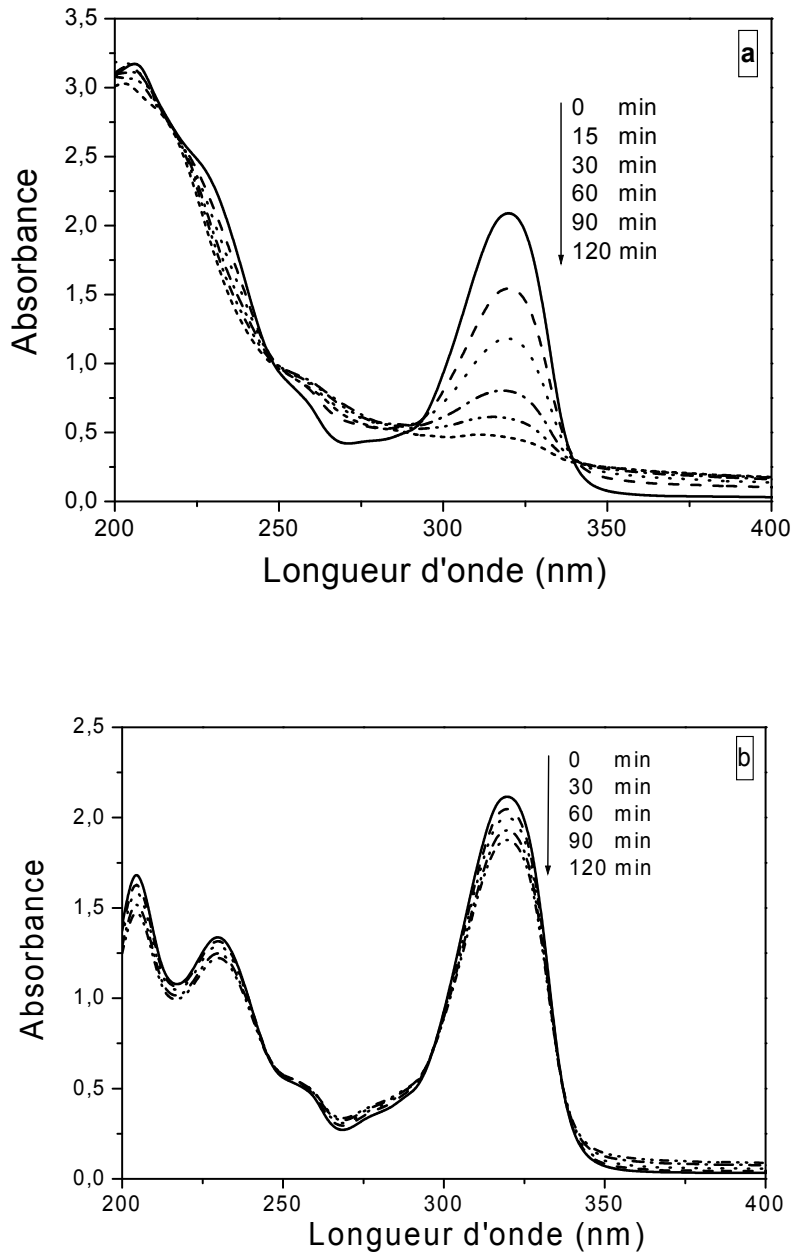 3,5
3,0
2,5
2,0
1,5
1,0
0,5
0,0
Absorbance
a
0 min
15 min
30 min
60 min
90 min
120 min
200 250 300 350 400
Longueur d'onde (nm)
2,5
2,0
1,5
1,0
0,5
0,0
Absorbance
b
0 min
30 min
60 min
90 min
120 min
200 250 300 350 400
Longueur d'onde (nm)